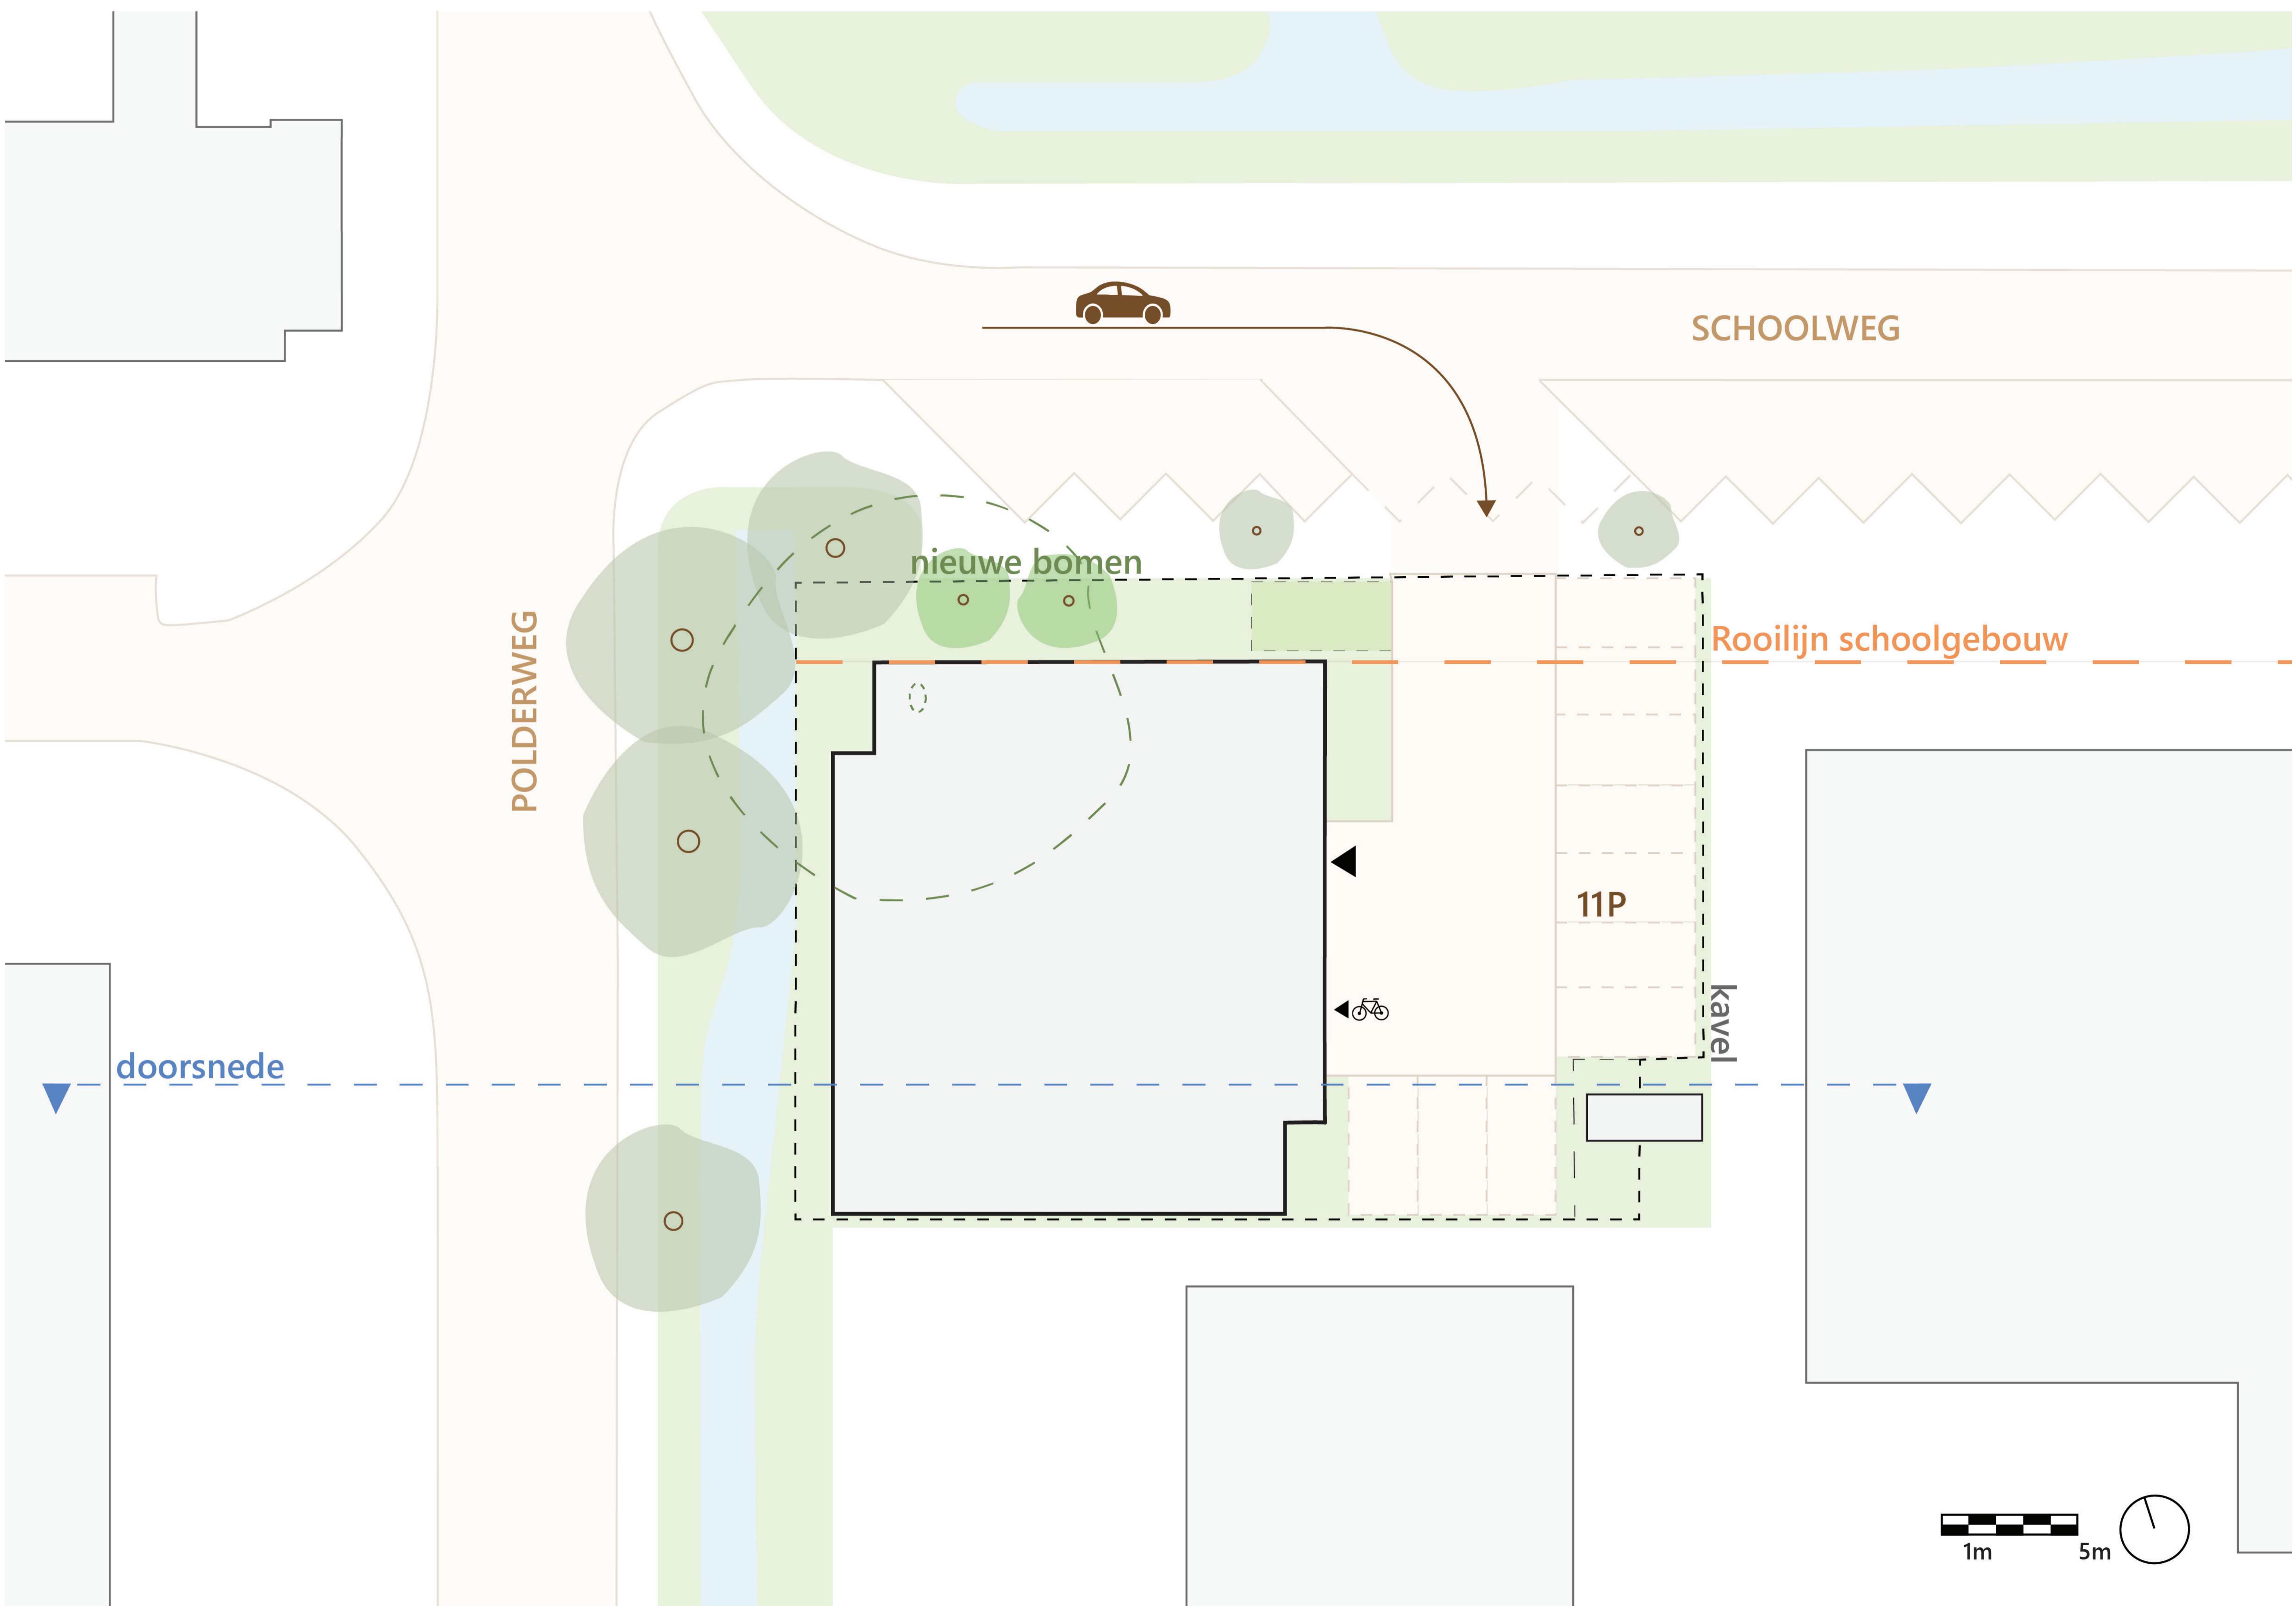 SCHOOLWEG
nieuwe bomen
Rooilijn schoolgebouw
POLDERWEG
11P
kavel
doorsnede
1m 5m